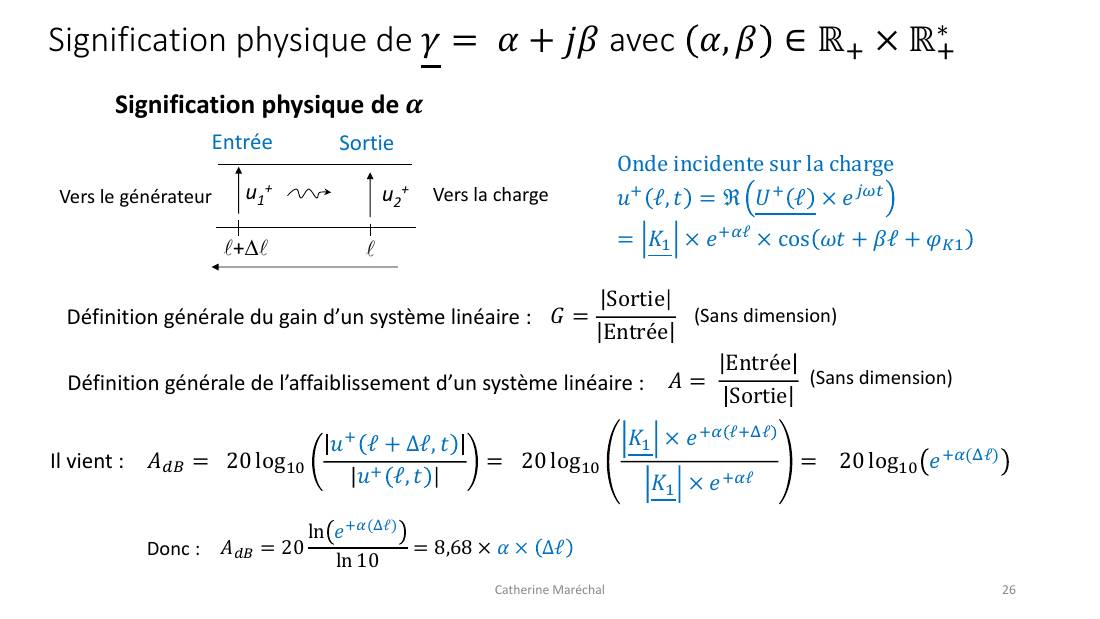 Signification physique de γ = α + jβ avec (α, β) ∈ ℝ₊ × ℝ₊*
Signification physique de α
Entrée Sortie
Vers le générateur u₁⁺ u₂⁺ Vers la charge
ℓ+Δℓ ℓ
Onde incidente sur la charge
u⁺(ℓ, t) = ℜ(U⁺(ℓ) × e^{jωt})
= |K₁| × e^{+αℓ} × cos(ωt + βℓ + φ_{K1})
Définition générale du gain d'un système linéaire : G = |Sortie| / |Entrée| (Sans dimension)
Définition générale de l'affaiblissement d'un système linéaire : A = |Entrée| / |Sortie| (Sans dimension)
Il vient : A_{dB} = 20 log₁₀(|u⁺(ℓ + Δℓ, t)| / |u⁺(ℓ, t)|) = 20 log₁₀(|K₁| × e^{+α(ℓ+Δℓ)} / |K₁| × e^{+αℓ}) = 20 log₁₀(e^{+α(Δℓ)})
Donc : A_{dB} = 20 ln(e^{+α(Δℓ)}) / ln 10 = 8,68 × α × (Δℓ)
Catherine Maréchal 26